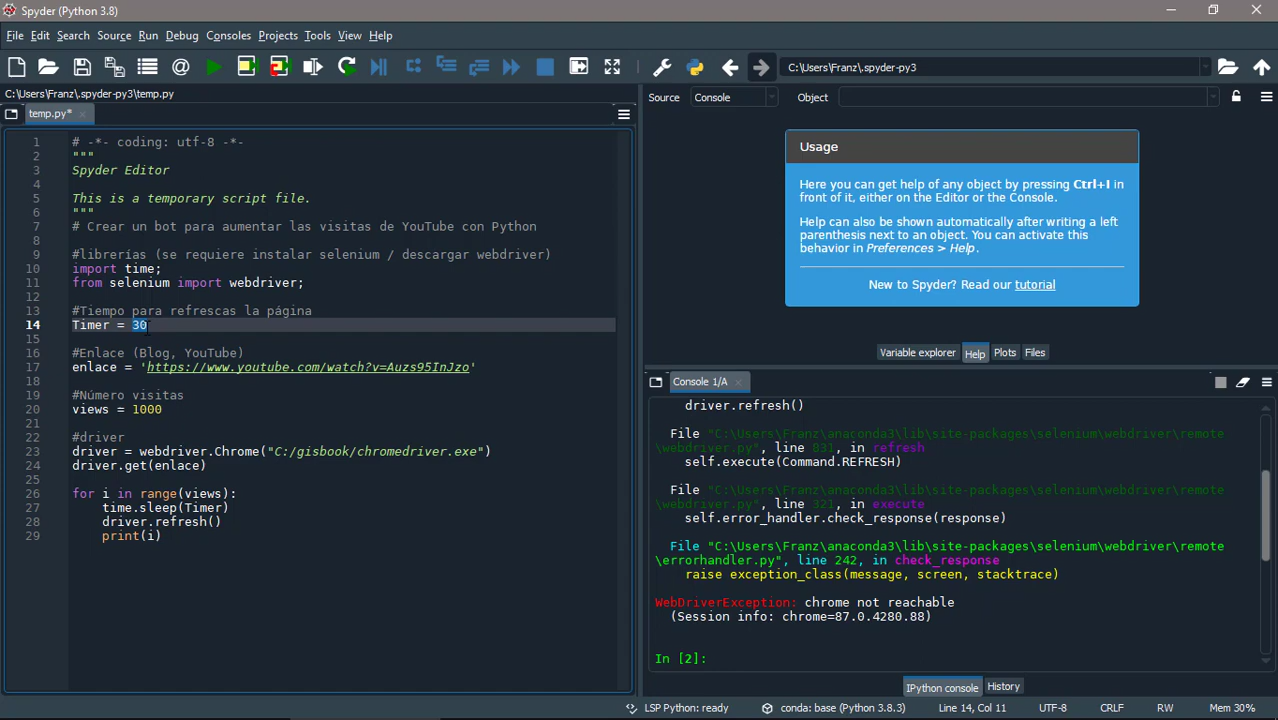 Spyder (Python 3.8)
File Edit Search Source Run Debug Consoles Projects Tools View Help
C:\Users\Franz\.spyder-py3
C:\Users\Franz\.spyder-py3\temp.py
temp.py*
1 # -*- coding: utf-8 -*-
2 """
3 Spyder Editor
4
5 This is a temporary script file.
6 """
7 # Crear un bot para aumentar las visitas de YouTube con Python
8
9 #librerías (se requiere instalar selenium / descargar webdriver)
10 import time;
11 from selenium import webdriver;
12
13 #Tiempo para refrescas la página
14 Timer = 30
15
16 #Enlace (Blog, YouTube)
17 enlace = 'https://www.youtube.com/watch?v=Auzs95InJzo'
18
19 #Número visitas
20 views = 1000
21
22 #driver
23 driver = webdriver.Chrome("C:/gisbook/chromedriver.exe")
24 driver.get(enlace)
25
26 for i in range(views):
27 time.sleep(Timer)
28 driver.refresh()
29 print(i)
Source Console Object
Usage
Here you can get help of any object by pressing Ctrl+I in
front of it, either on the Editor or the Console.
Help can also be shown automatically after writing a left
parenthesis next to an object. You can activate this
behavior in Preferences > Help.
New to Spyder? Read our tutorial
Variable explorer Help Plots Files
Console 1/A
driver.refresh()
File "C:\Users\Franz\anaconda3\lib\site-packages\selenium\webdriver\remote
\webdriver.py", line 831, in refresh
self.execute(Command.REFRESH)
File "C:\Users\Franz\anaconda3\lib\site-packages\selenium\webdriver\remote
\webdriver.py", line 321, in execute
self.error_handler.check_response(response)
File "C:\Users\Franz\anaconda3\lib\site-packages\selenium\webdriver\remote
\errorhandler.py", line 242, in check_response
raise exception_class(message, screen, stacktrace)
WebDriverException: chrome not reachable
(Session info: chrome=87.0.4280.88)
In [2]:
IPython console History
LSP Python: ready conda: base (Python 3.8.3) Line 14, Col 11 UTF-8 CRLF RW Mem 30%